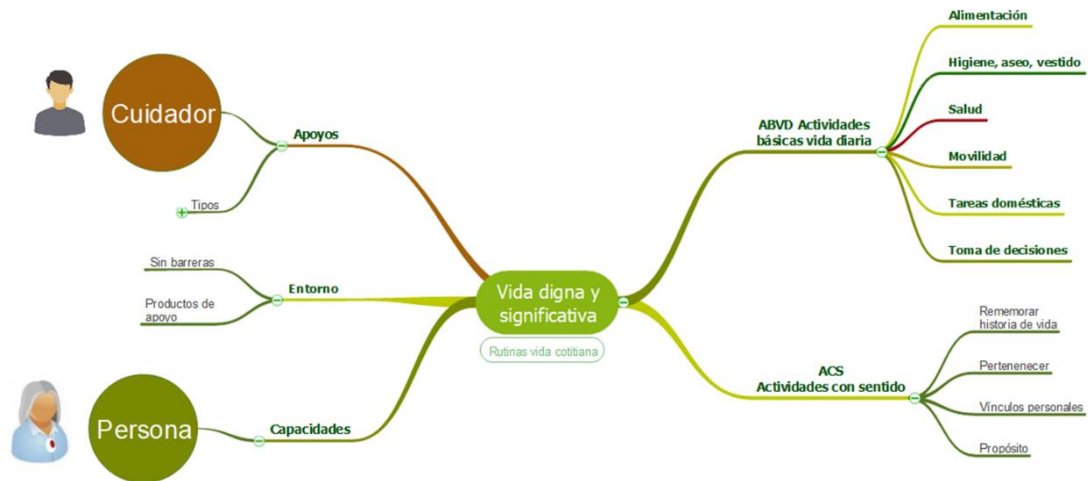 Cuidador
Apoyos
Tipos
Sin barreras
Entorno
Productos de
apoyo
Persona
Capacidades
Vida digna y
significativa
Rutinas vida cotitiana
ABVD Actividades
básicas vida diaria
Alimentación
Higiene, aseo, vestido
Salud
Movilidad
Tareas domésticas
Toma de decisiones
ACS
Actividades con sentido
Rememorar
historia de vida
Pertenenecer
Vínculos personales
Propósito